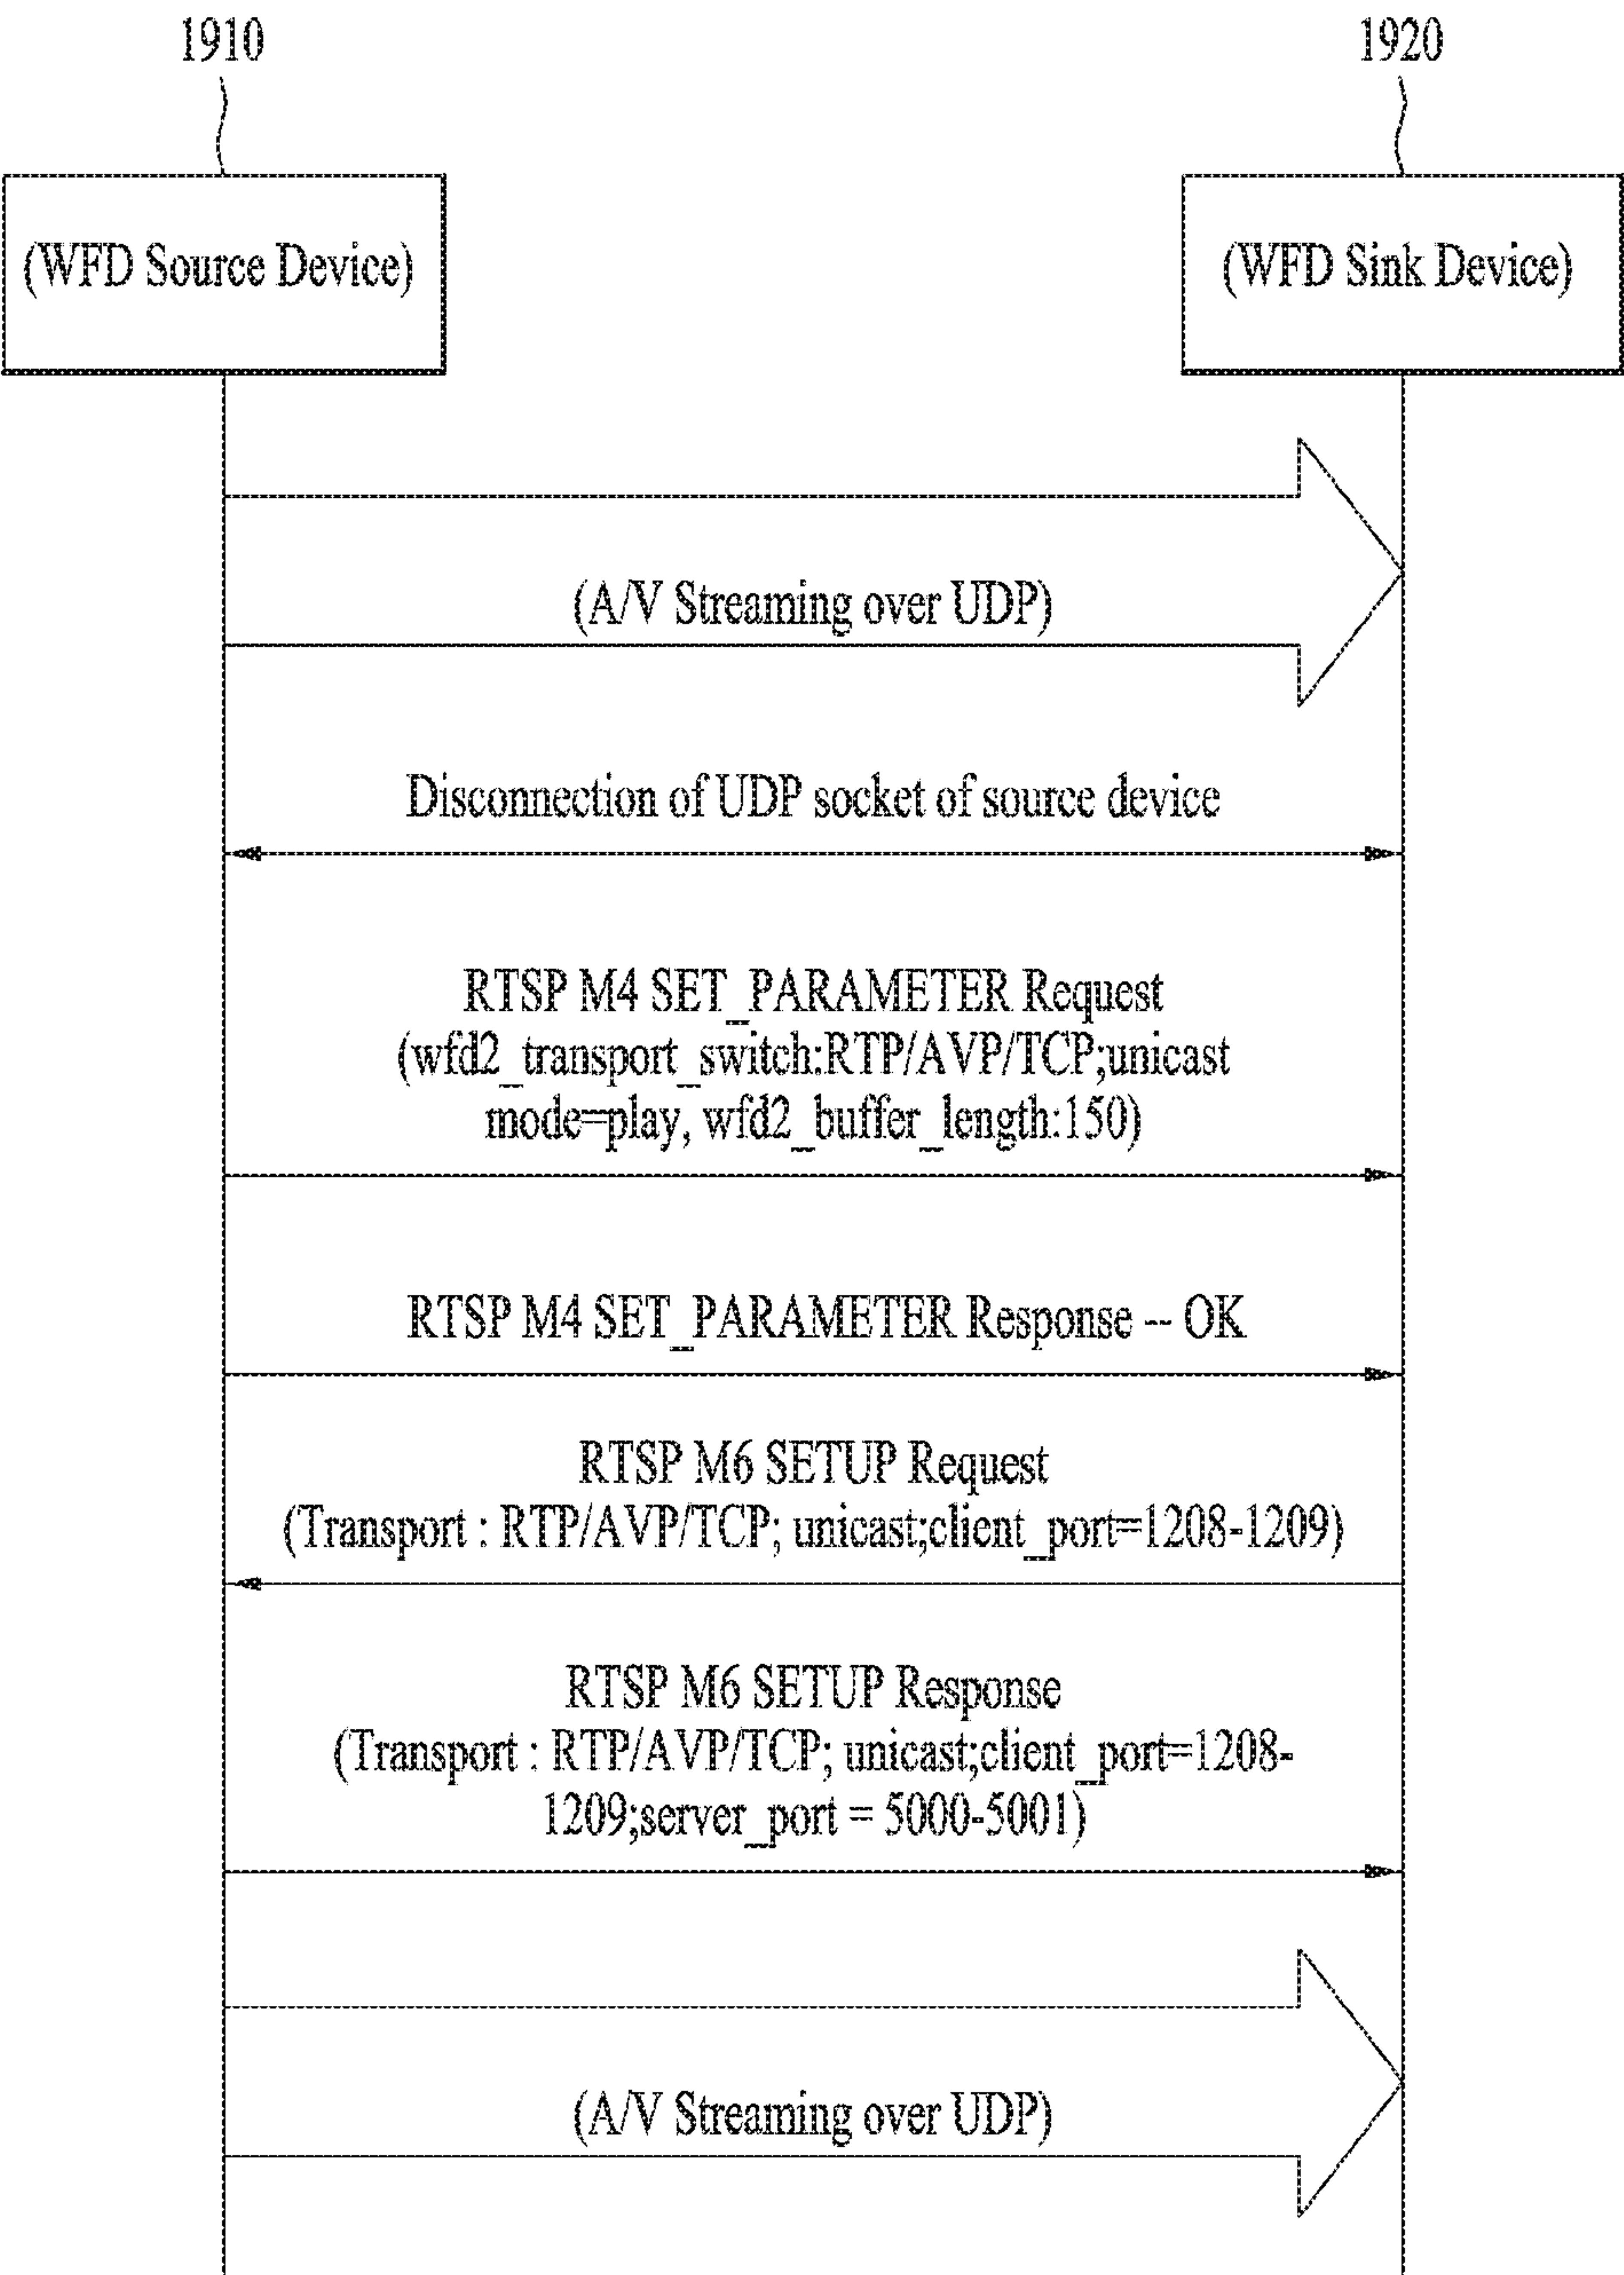 1910
1920
(WFD Source Device)
(WFD Sink Device)
(A/V Streaming over UDP)
Disconnection of UDP socket of source device
RTSP M4 SET_PARAMETER Request
(wfd2_transport_switch:RTP/AVP/TCP;unicast
mode=play, wfd2_buffer_length:150)
RTSP M4 SET_PARAMETER Response -- OK
RTSP M6 SETUP Request
(Transport : RTP/AVP/TCP; unicast;client_port=1208-1209)
RTSP M6 SETUP Response
(Transport : RTP/AVP/TCP; unicast;client_port=1208-
1209;server_port = 5000-5001)
(A/V Streaming over UDP)